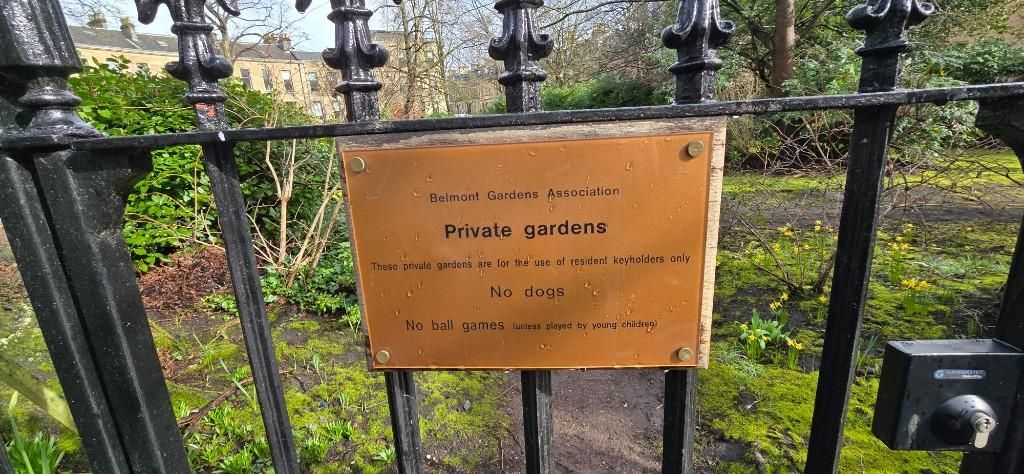 Belmont Gardens Association
Private gardens
These private gardens are for the use of resident keyholders only
No dogs
No ball games (unless played by young children)
GATEMASTER